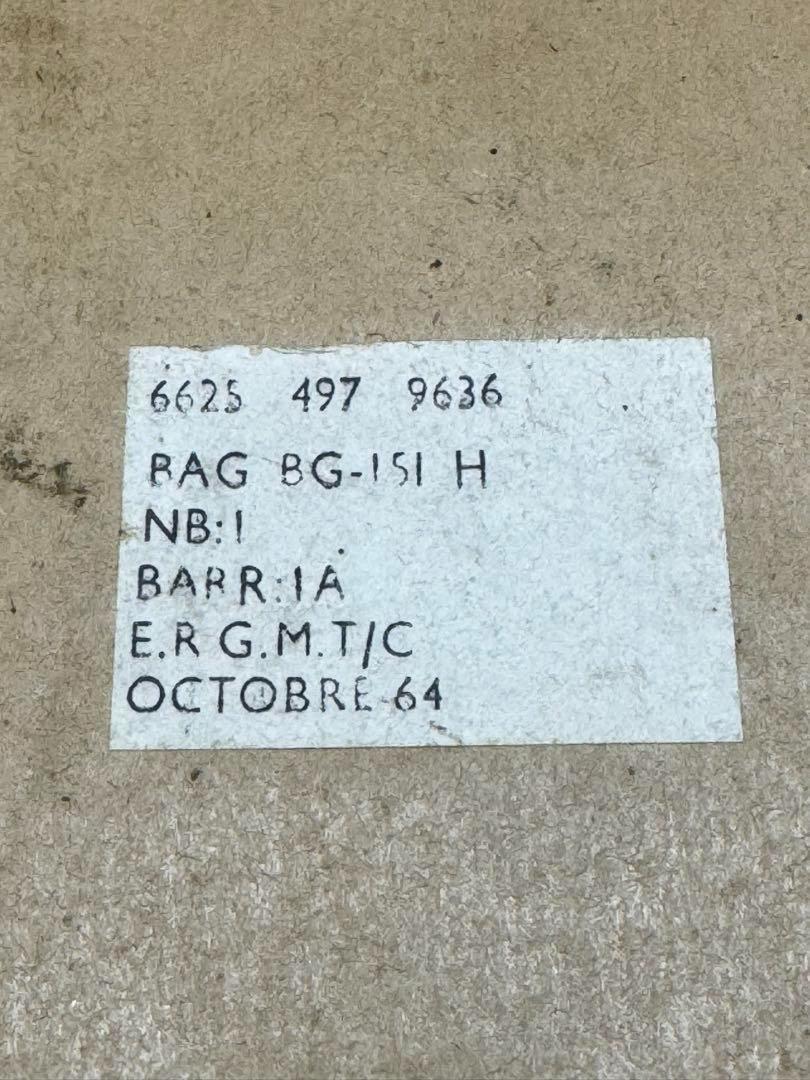 6625 497 9636
BAG BG-151 H
NB:1
BARR:1A
E.R G.M.T/C
OCTOBRE 64